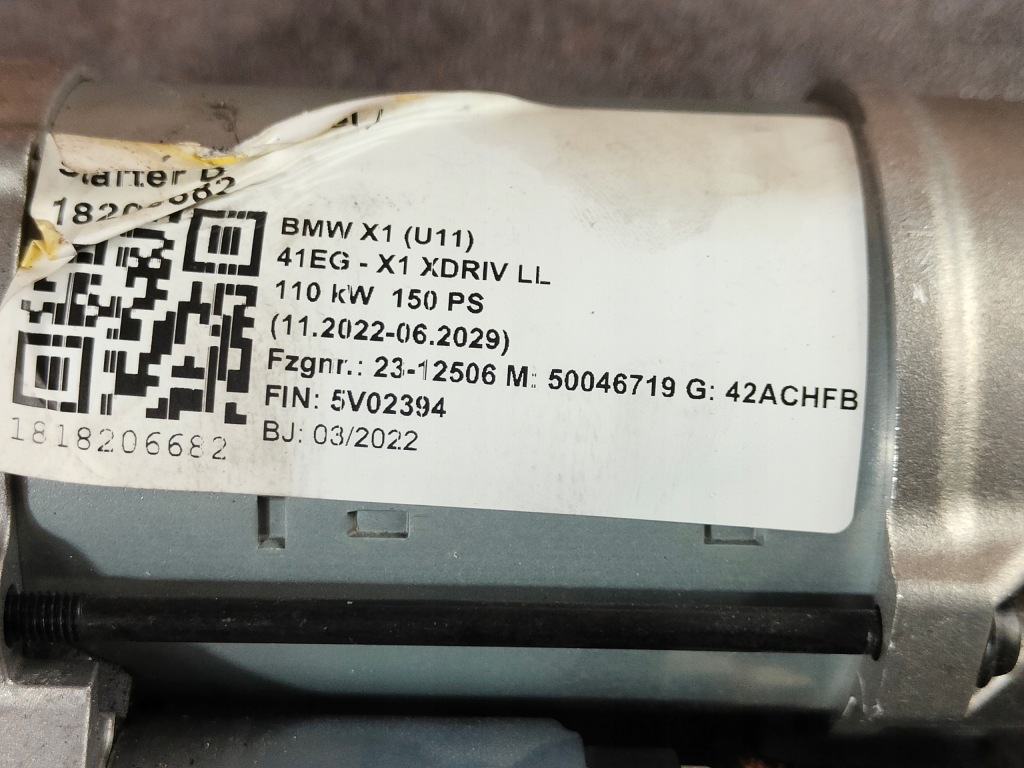 Starter D
BMW X1 (U11)
41EG - X1 XDRIV LL
110 kW 150 PS
(11.2022-06.2029)
Fzgnr.: 23-12506 M: 50046719 G: 42ACHFB
FIN: 5V02394
BJ: 03/2022
1818206682